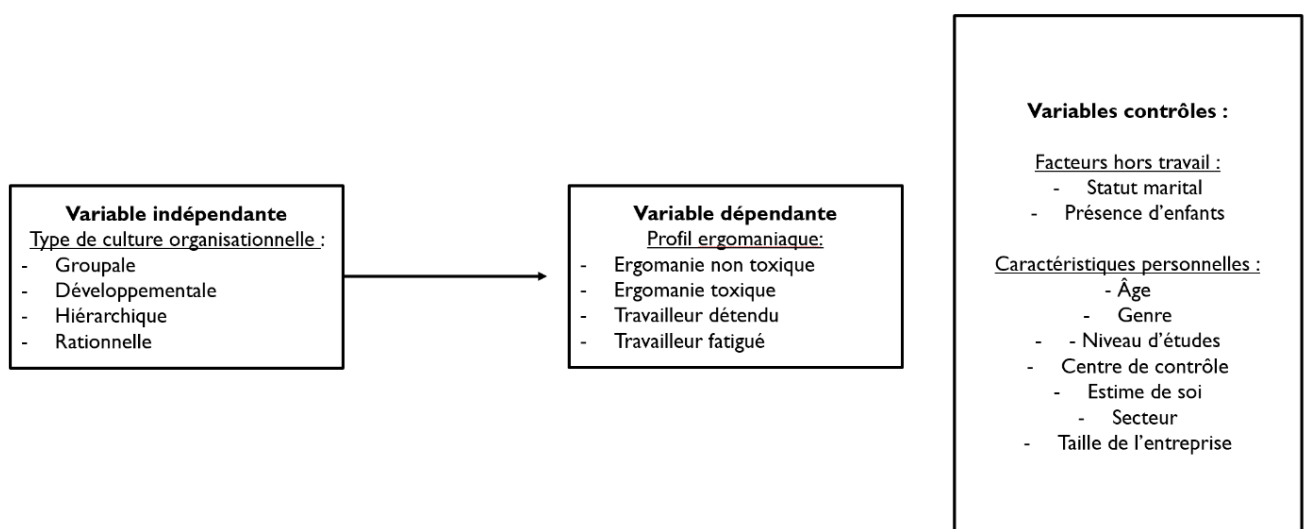 Variable indépendante
Type de culture organisationnelle :
- Groupale
- Développementale
- Hiérarchique
- Rationnelle
Variable dépendante
Profil ergomaniaque:
- Ergomanie non toxique
- Ergomanie toxique
- Travailleur détendu
- Travailleur fatigué
Variables contrôles :
Facteurs hors travail :
- Statut marital
- Présence d’enfants
Caractéristiques personnelles :
- Âge
- Genre
- - Niveau d’études
- Centre de contrôle
- Estime de soi
- Secteur
- Taille de l’entreprise